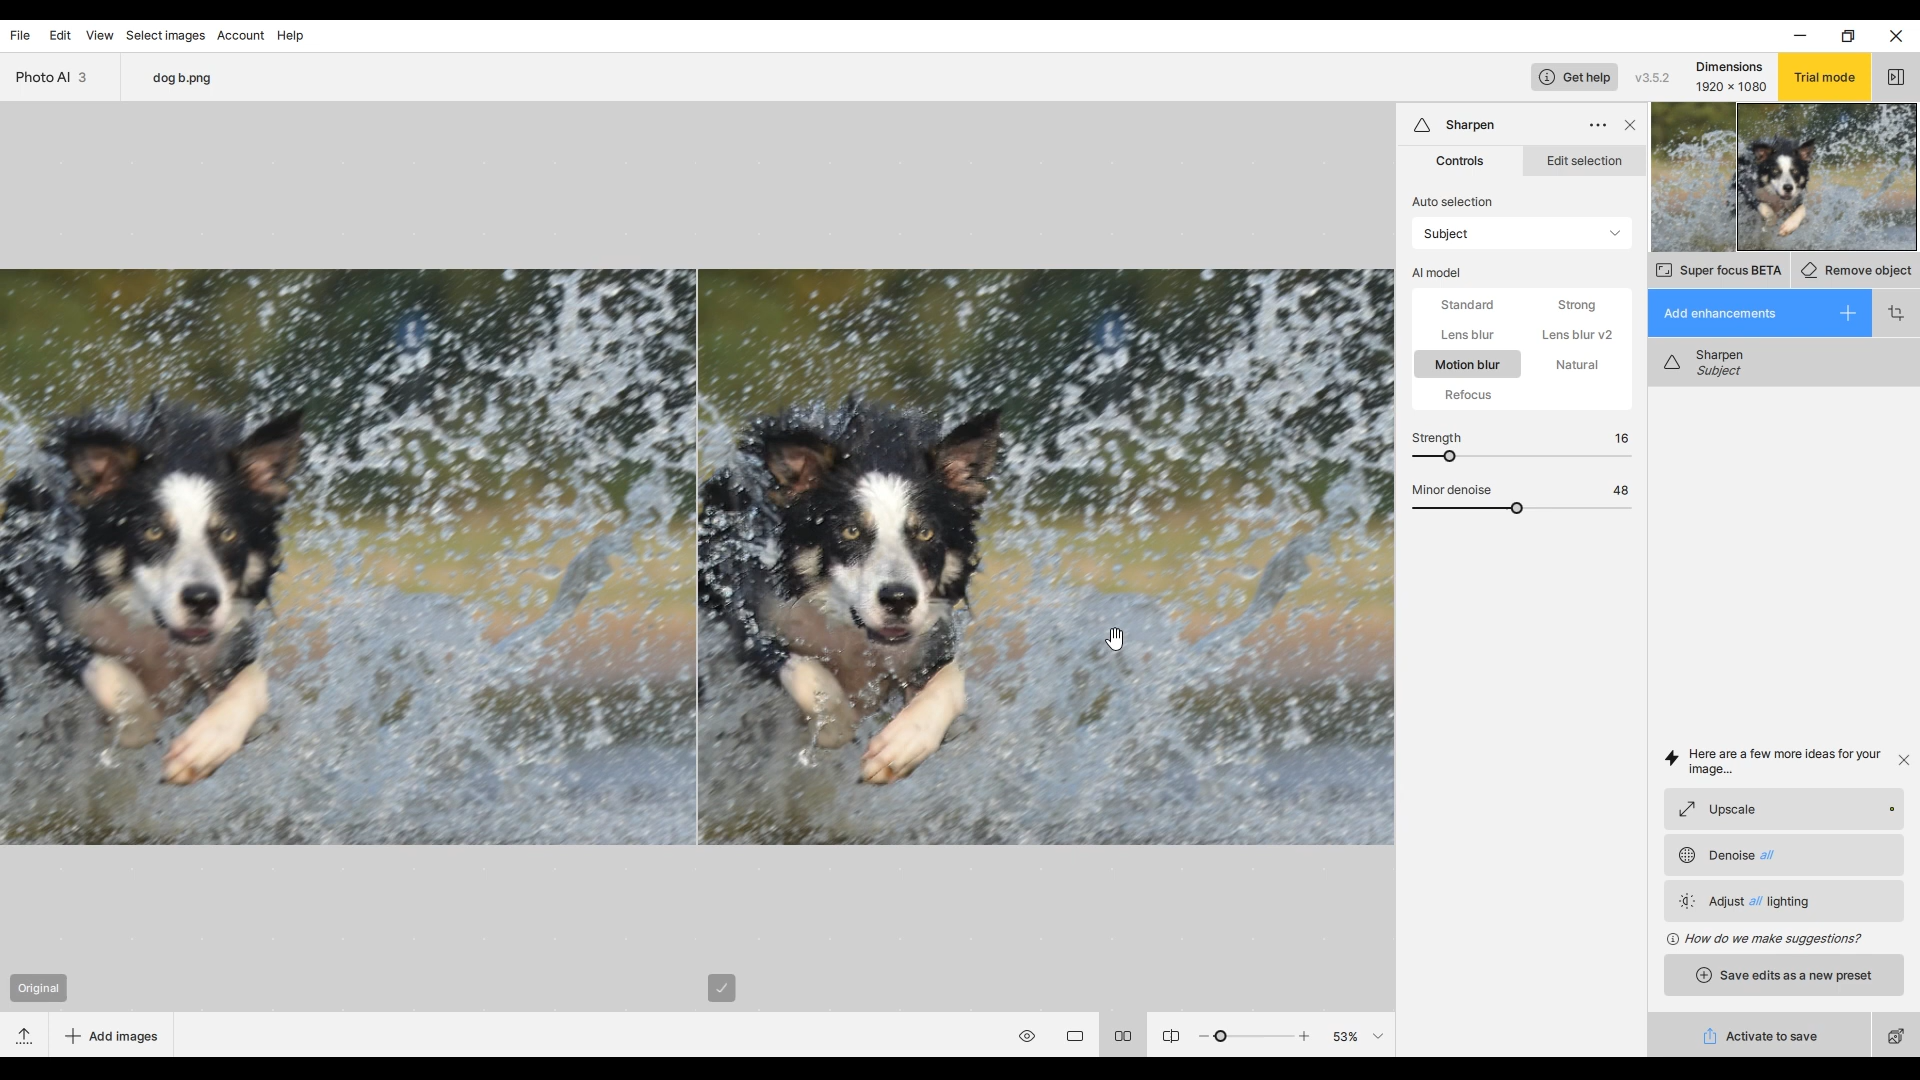 File Edit View Select images Account Help
Photo AI 3 dog b.png Get help v3.5.2 Dimensions 1920 × 1080 Trial mode
Sharpen
Controls Edit selection
Auto selection
Subject
AI model
Standard Strong
Lens blur Lens blur v2
Motion blur Natural
Refocus
Strength 16
Minor denoise 48
Super focus BETA Remove object
Add enhancements
Sharpen
Subject
Here are a few more ideas for your
image...
Upscale
Denoise all
Adjust all lighting
How do we make suggestions?
Save edits as a new preset
Original
Add images 53% Activate to save